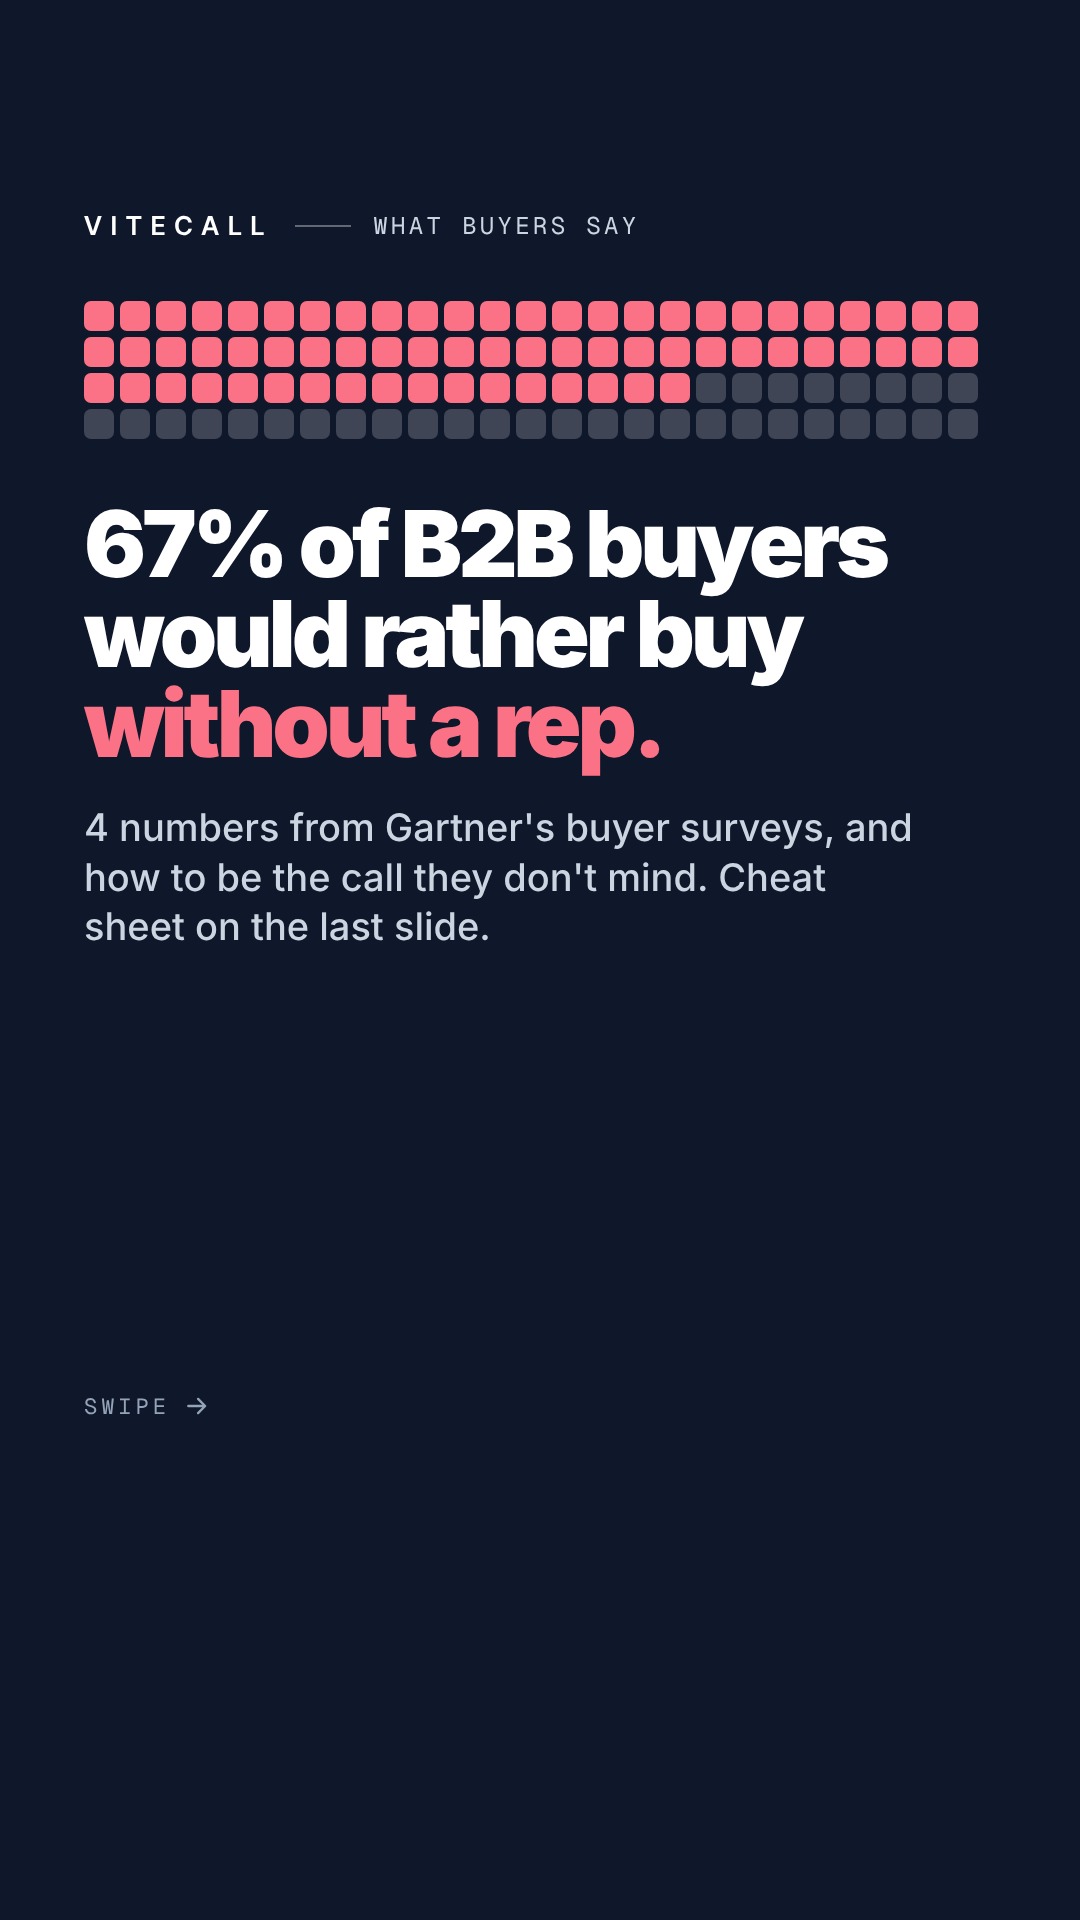 VITECALL — WHAT BUYERS SAY
67% of B2B buyers
would rather buy
without a rep.
4 numbers from Gartner's buyer surveys, and
how to be the call they don't mind. Cheat
sheet on the last slide.
SWIPE →